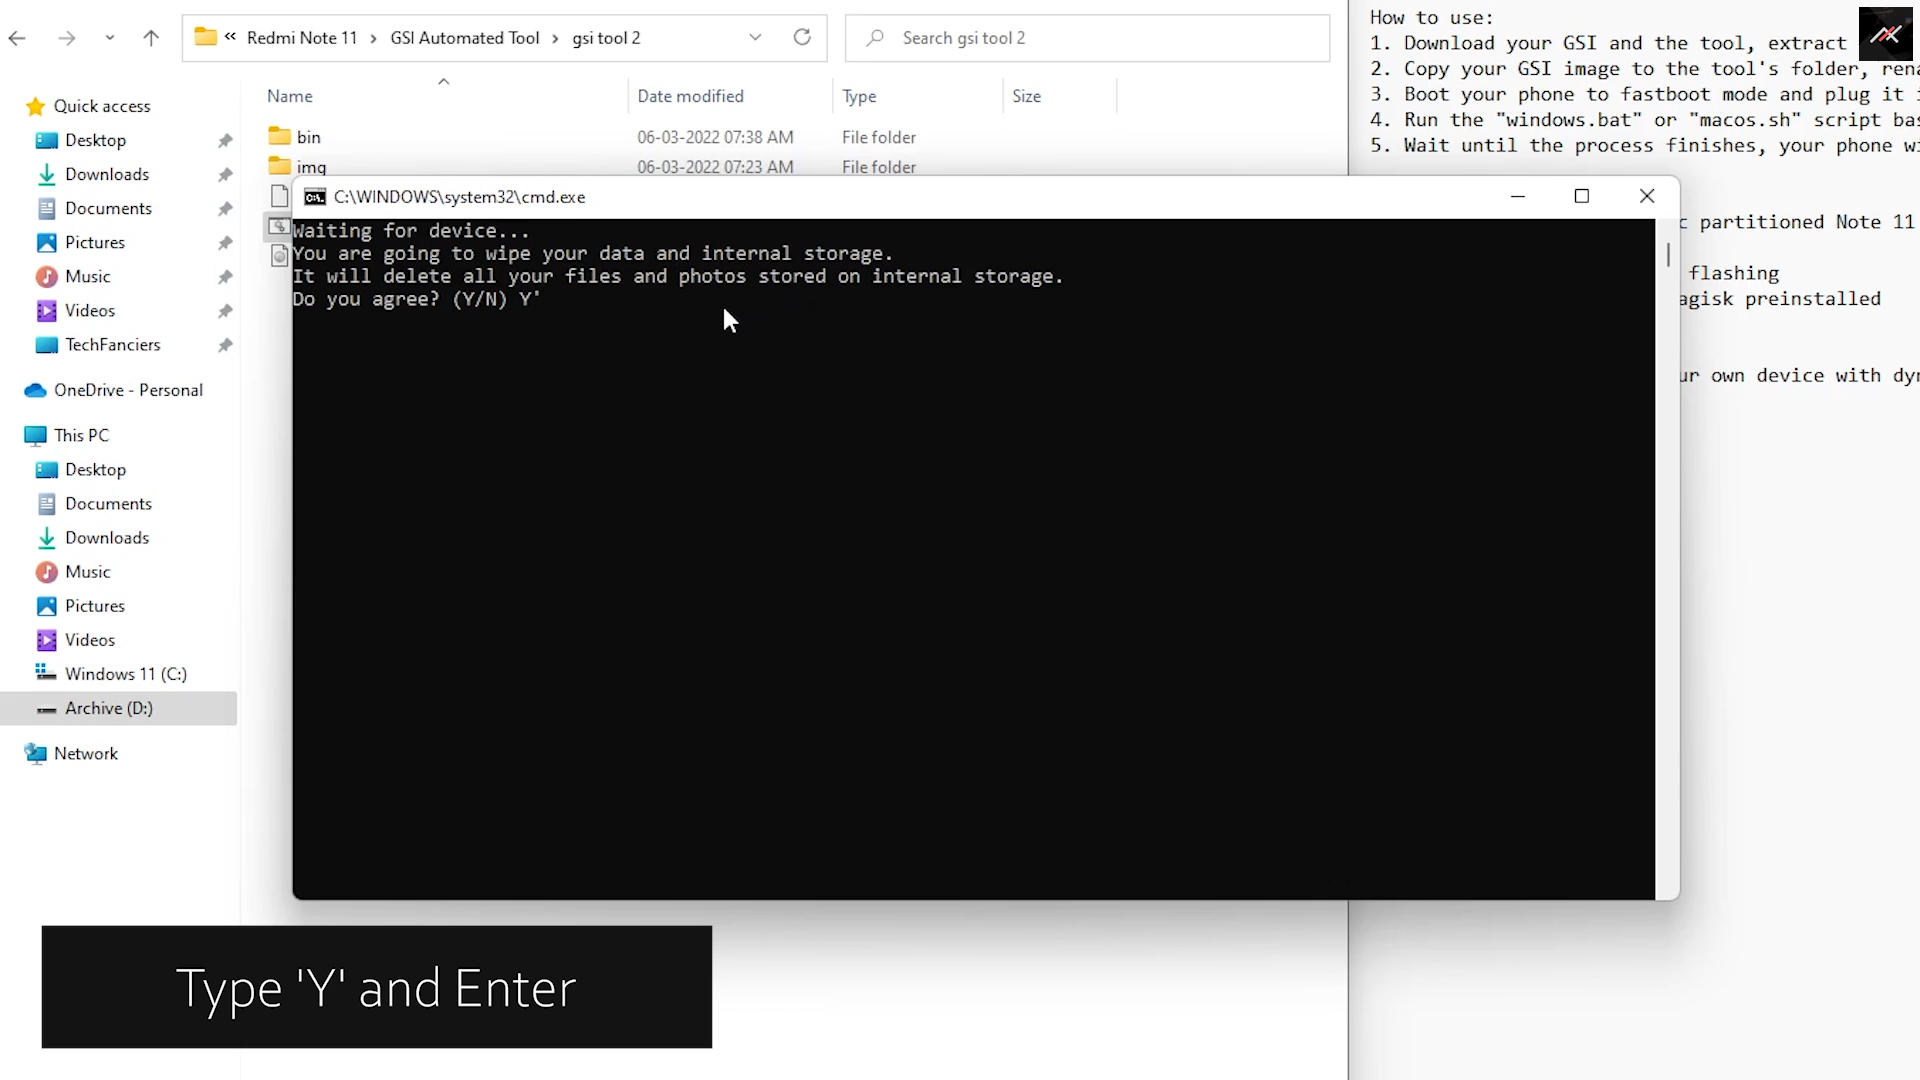 Redmi Note 11 › GSI Automated Tool › gsi tool 2
Search gsi tool 2
Name
Date modified
Type
Size
bin
06-03-2022 07:38 AM
File folder
img
06-03-2022 07:23 AM
File folder
Quick access
Desktop
Downloads
Documents
Pictures
Music
Videos
TechFanciers
OneDrive - Personal
This PC
Desktop
Documents
Downloads
Music
Pictures
Videos
Windows 11 (C:)
Archive (D:)
Network
C:\WINDOWS\system32\cmd.exe
Waiting for device...
You are going to wipe your data and internal storage.
It will delete all your files and photos stored on internal storage.
Do you agree? (Y/N) Y'
How to use:
1. Download your GSI and the tool, extract
2. Copy your GSI image to the tool's folder,
3. Boot your phone to fastboot mode and plug it
4. Run the "windows.bat" or "macos.sh" script
5. Wait until the process finishes, your phone
partitioned Note 11
flashing
preinstalled
own device with
Type 'Y' and Enter